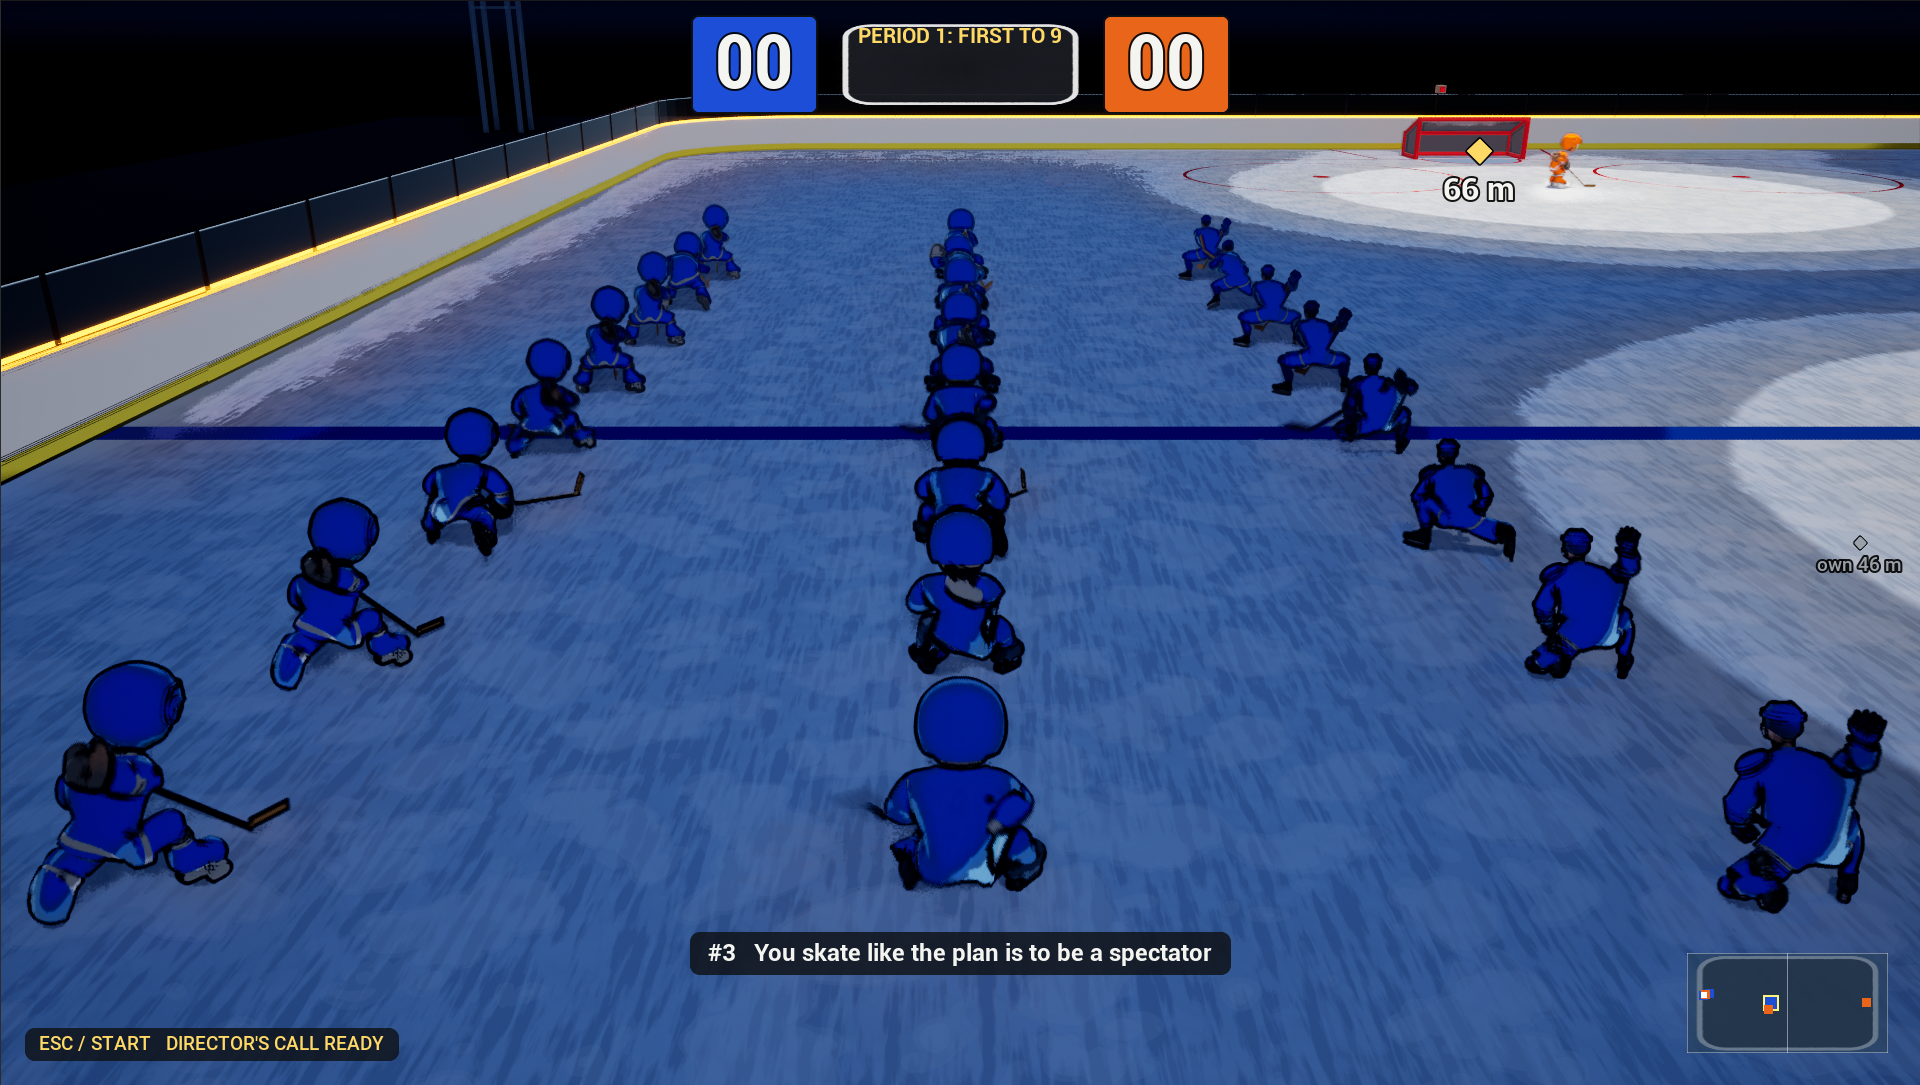 00
PERIOD 1: FIRST TO 9
00
66 m
own 46 m
#3 You skate like the plan is to be a spectator
ESC / START DIRECTOR'S CALL READY